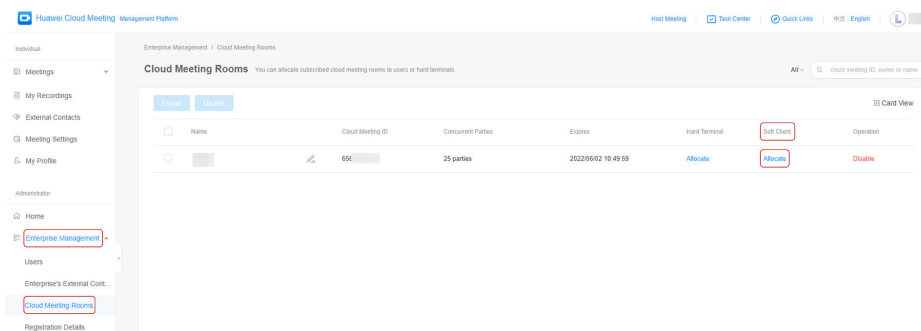 Huawei Cloud Meeting Management Platform
Host Meeting Task Center Quick Links 中文 English L
Individual
Meetings
My Recordings
External Contacts
Meeting Settings
My Profile
Administrator
Home
Enterprise Management
Users
Enterprise's External Cont...
Cloud Meeting Rooms
Registration Details
Enterprise Management / Cloud Meeting Rooms
Cloud Meeting Rooms You can allocate subscribed cloud meeting rooms to users or hard terminals.
All cloud meeting ID, owner or name
Enable Disable Card View
Name Cloud Meeting ID Concurrent Parties Expires Hard Terminal Soft Client Operation
656 25 parties 2022/06/02 10:49:59 Allocate Allocate Disable